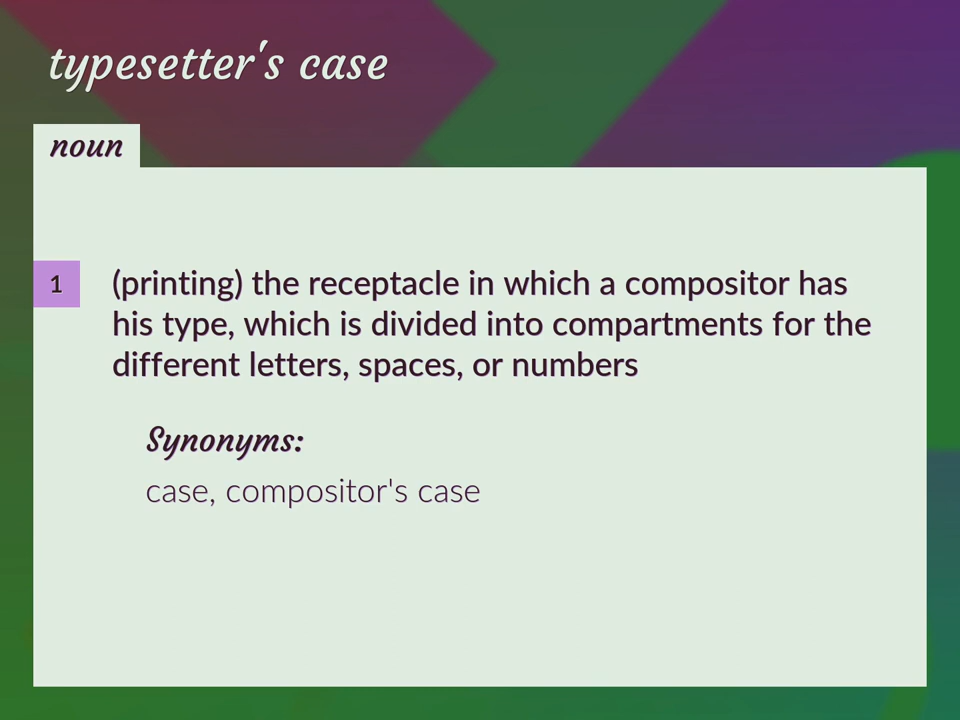 typesetter's case
noun
1
(printing) the receptacle in which a compositor has
his type, which is divided into compartments for the
different letters, spaces, or numbers
Synonyms:
case, compositor's case